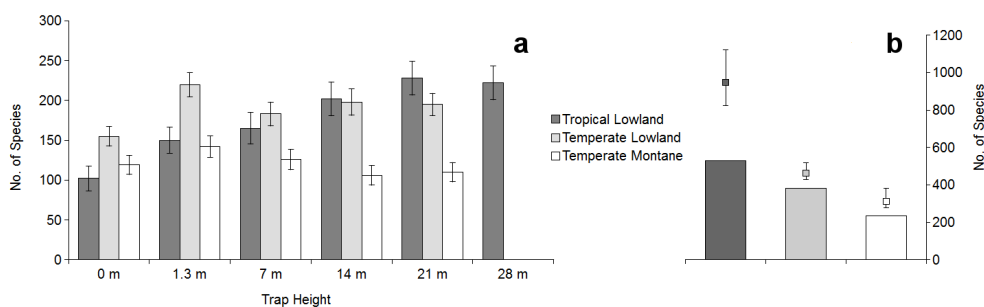 a
No. of Species
300
250
200
150
100
50
0
0 m
1.3 m
7 m
14 m
21 m
28 m
Trap Height
Tropical Lowland
Temperate Lowland
Temperate Montane
b
1200
1000
800
600
400
200
0
No. of Species